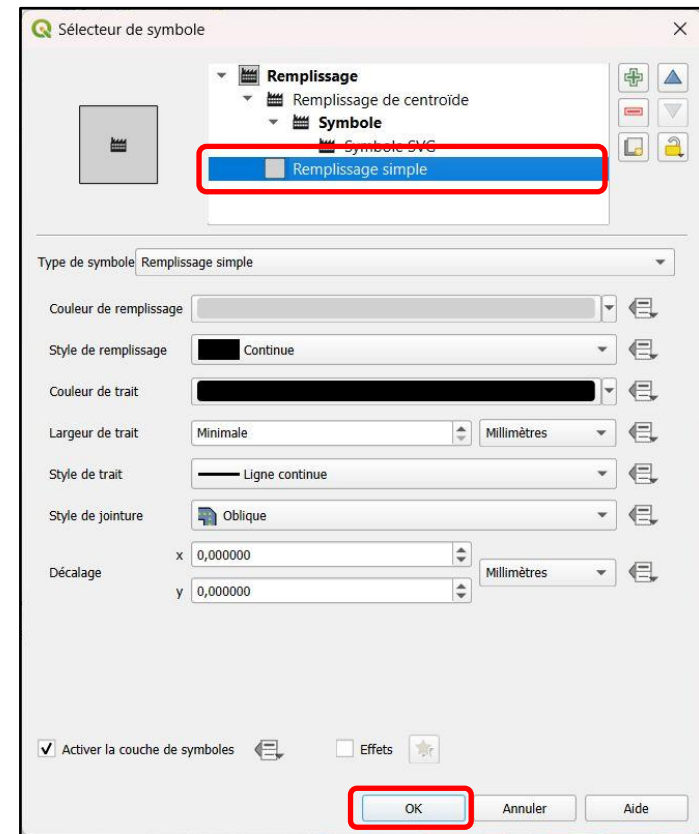 Sélecteur de symbole
Remplissage
Remplissage de centroïde
Symbole
Symbole SVG
Remplissage simple
Type de symbole Remplissage simple
Couleur de remplissage
Style de remplissage Continue
Couleur de trait
Largeur de trait Minimale Millimètres
Style de trait Ligne continue
Style de jointure Oblique
x 0,000000
Décalage Millimètres
y 0,000000
Activer la couche de symboles Effets
OK Annuler Aide